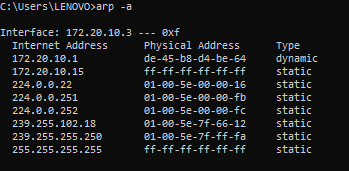 C:\Users\LENOVO>arp -a
Interface: 172.20.10.3 --- 0xf
Internet Address Physical Address Type
172.20.10.1 de-45-b8-d4-be-64 dynamic
172.20.10.15 ff-ff-ff-ff-ff-ff static
224.0.0.22 01-00-5e-00-00-16 static
224.0.0.251 01-00-5e-00-00-fb static
224.0.0.252 01-00-5e-00-00-fc static
239.255.102.18 01-00-5e-7f-66-12 static
239.255.255.250 01-00-5e-7f-ff-fa static
255.255.255.255 ff-ff-ff-ff-ff-ff static